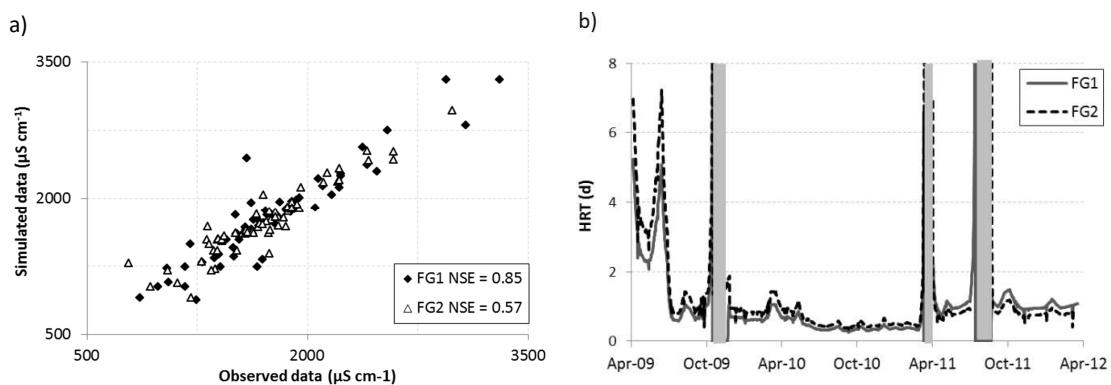 a)
3500
2000
500
500 2000 3500
Simulated data (µS cm⁻¹)
Observed data (µS cm-1)
FG1 NSE = 0.85
FG2 NSE = 0.57
b)
8
6
4
2
0
HRT (d)
Apr-09 Oct-09 Apr-10 Oct-10 Apr-11 Oct-11 Apr-12
FG1
FG2